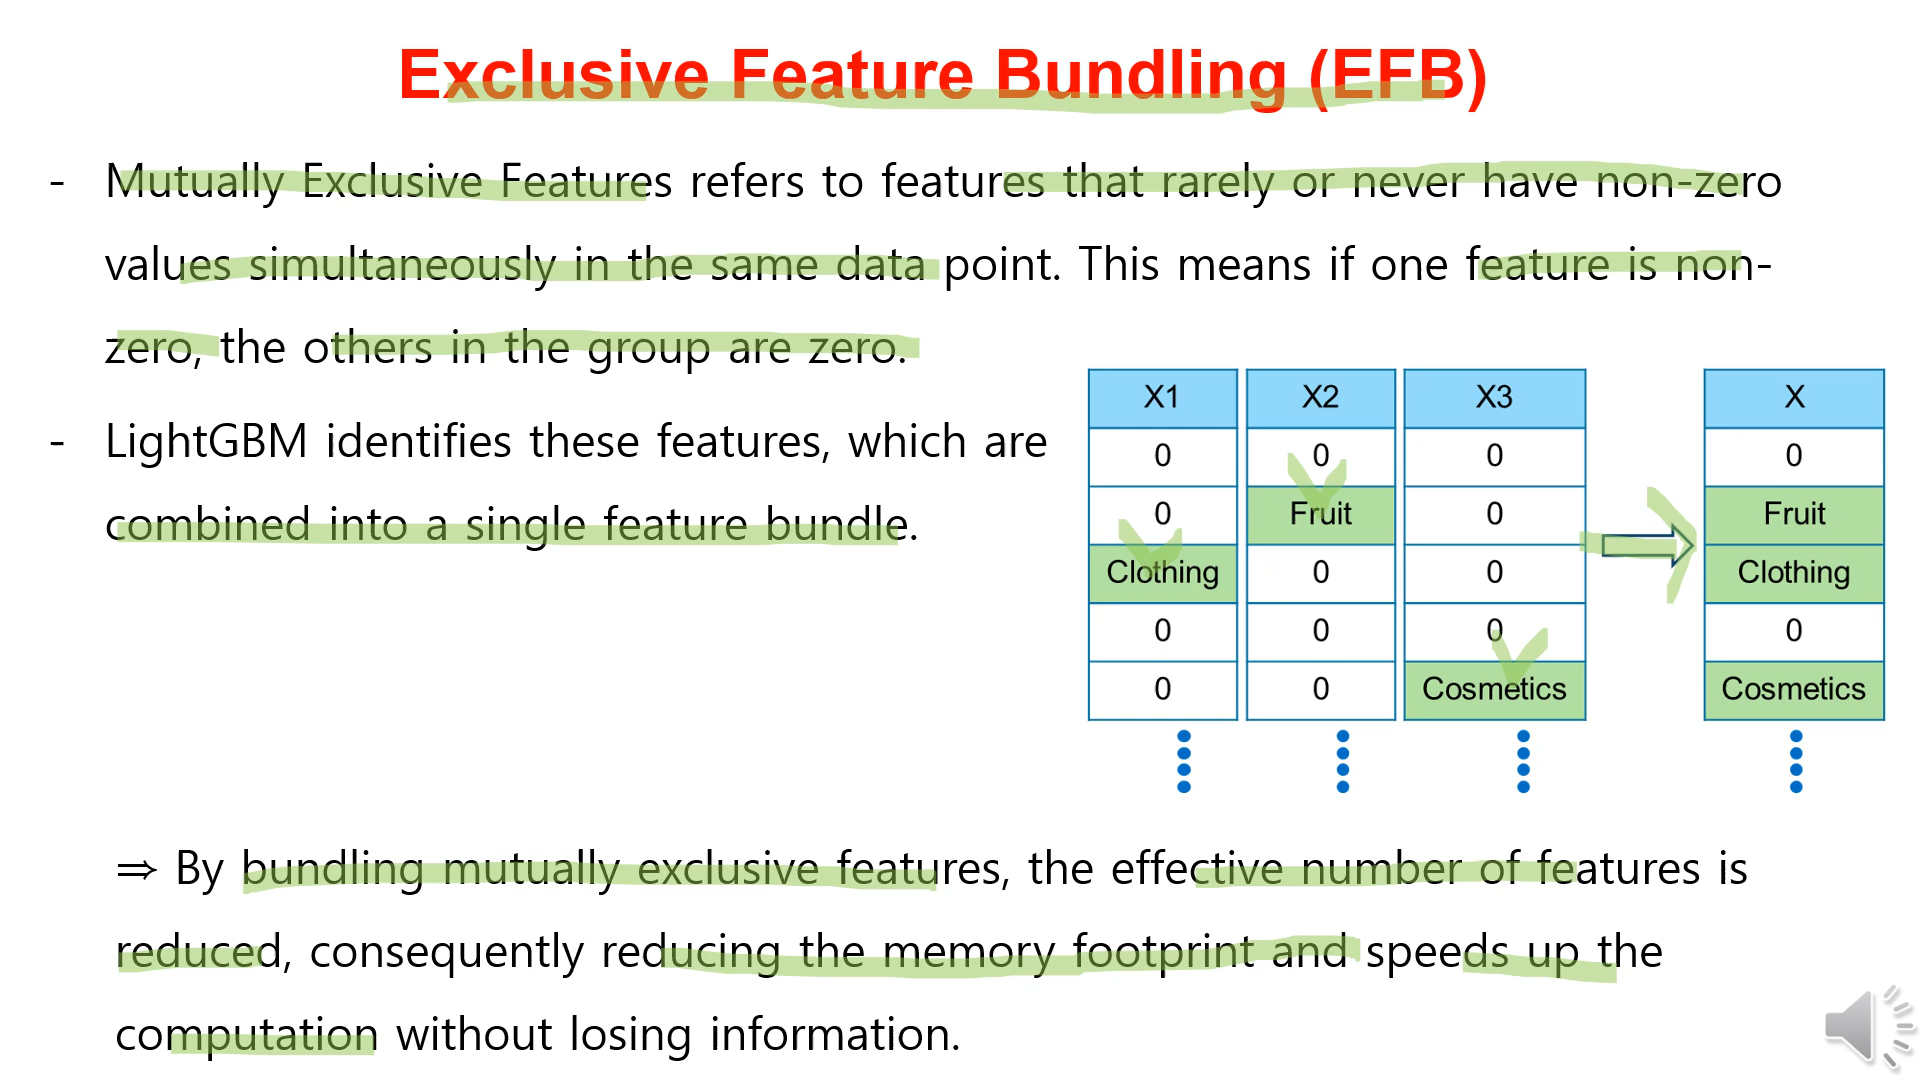 Exclusive Feature Bundling (EFB)
- Mutually Exclusive Features refers to features that rarely or never have non-zero
values simultaneously in the same data point. This means if one feature is non-
zero, the others in the group are zero.
- LightGBM identifies these features, which are
combined into a single feature bundle.
X1 X2 X3 X
0 0 0 0
0 Fruit 0 Fruit
Clothing 0 0 Clothing
0 0 0 0
0 0 Cosmetics Cosmetics
⇒ By bundling mutually exclusive features, the effective number of features is
reduced, consequently reducing the memory footprint and speeds up the
computation without losing information.